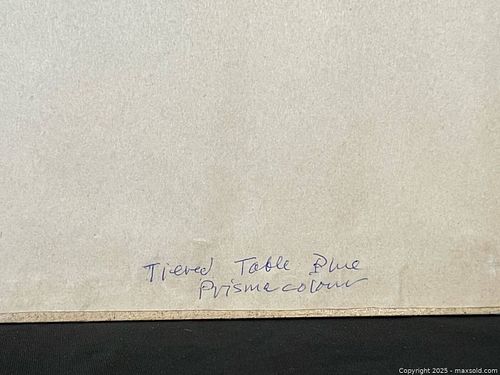 Tiered Table Blue
Prismacolour
Copyright 2025 - maxsold.com